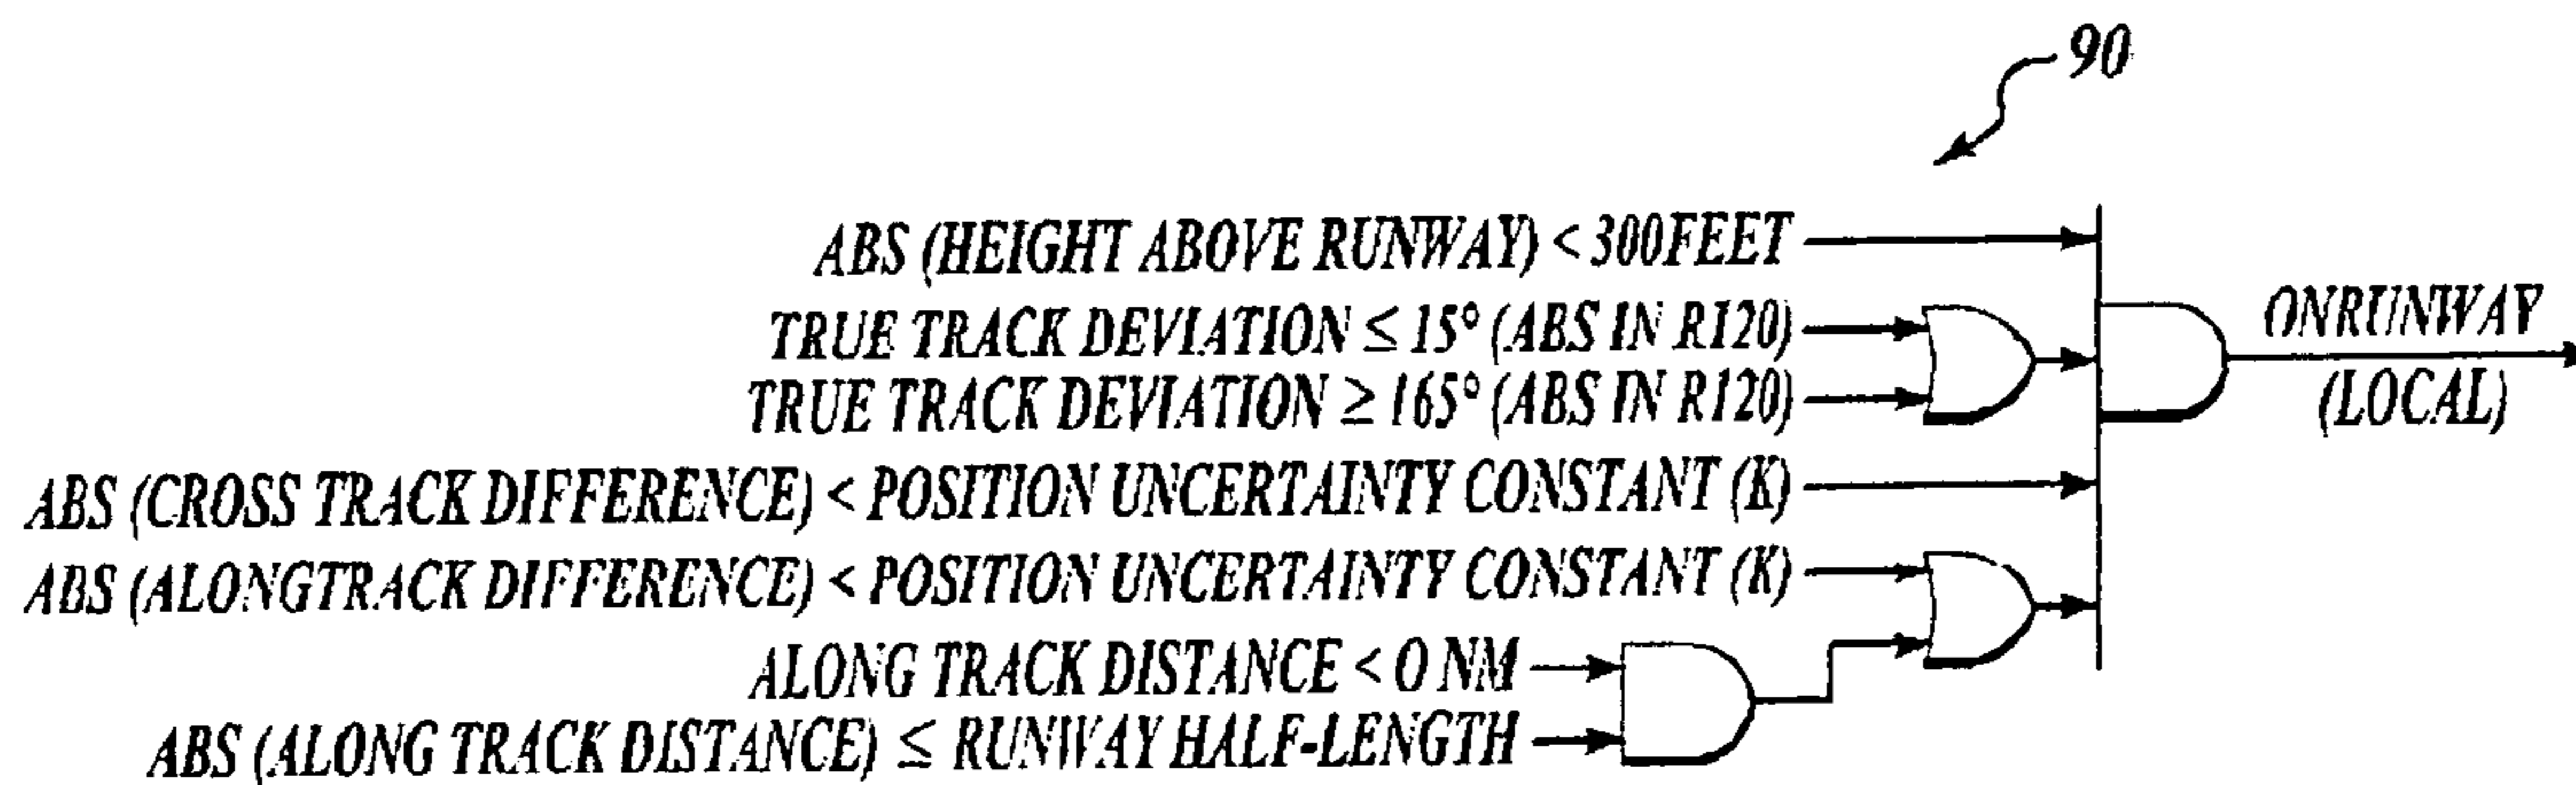 90
ABS (HEIGHT ABOVE RUNWAY) < 300FEET
TRUE TRACK DEVIATION ≤ 15° (ABS IN R120)
TRUE TRACK DEVIATION ≥ 165° (ABS IN R120)
ONRUNWAY
(LOCAL)
ABS (CROSS TRACK DIFFERENCE) < POSITION UNCERTAINTY CONSTANT (K)
ABS (ALONGTRACK DIFFERENCE) < POSITION UNCERTAINTY CONSTANT (K)
ALONG TRACK DISTANCE < 0 NM
ABS (ALONG TRACK DISTANCE) ≤ RUNWAY HALF-LENGTH